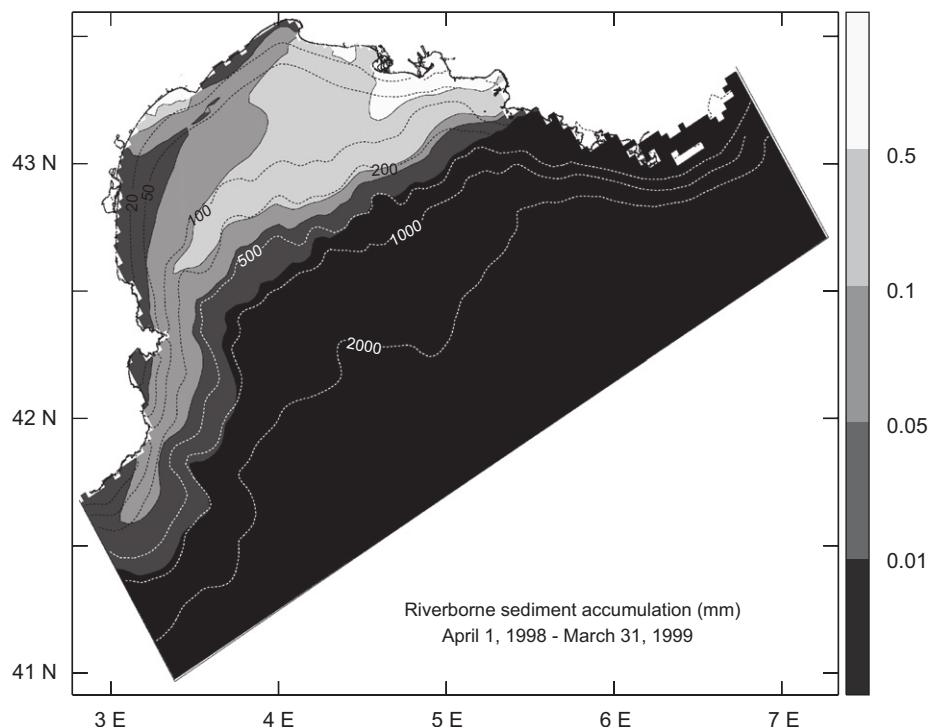 43 N
42 N
41 N
3 E
4 E
5 E
6 E
7 E
20
50
100
200
500
1000
2000
Riverborne sediment accumulation (mm)
April 1, 1998 - March 31, 1999
0.5
0.1
0.05
0.01